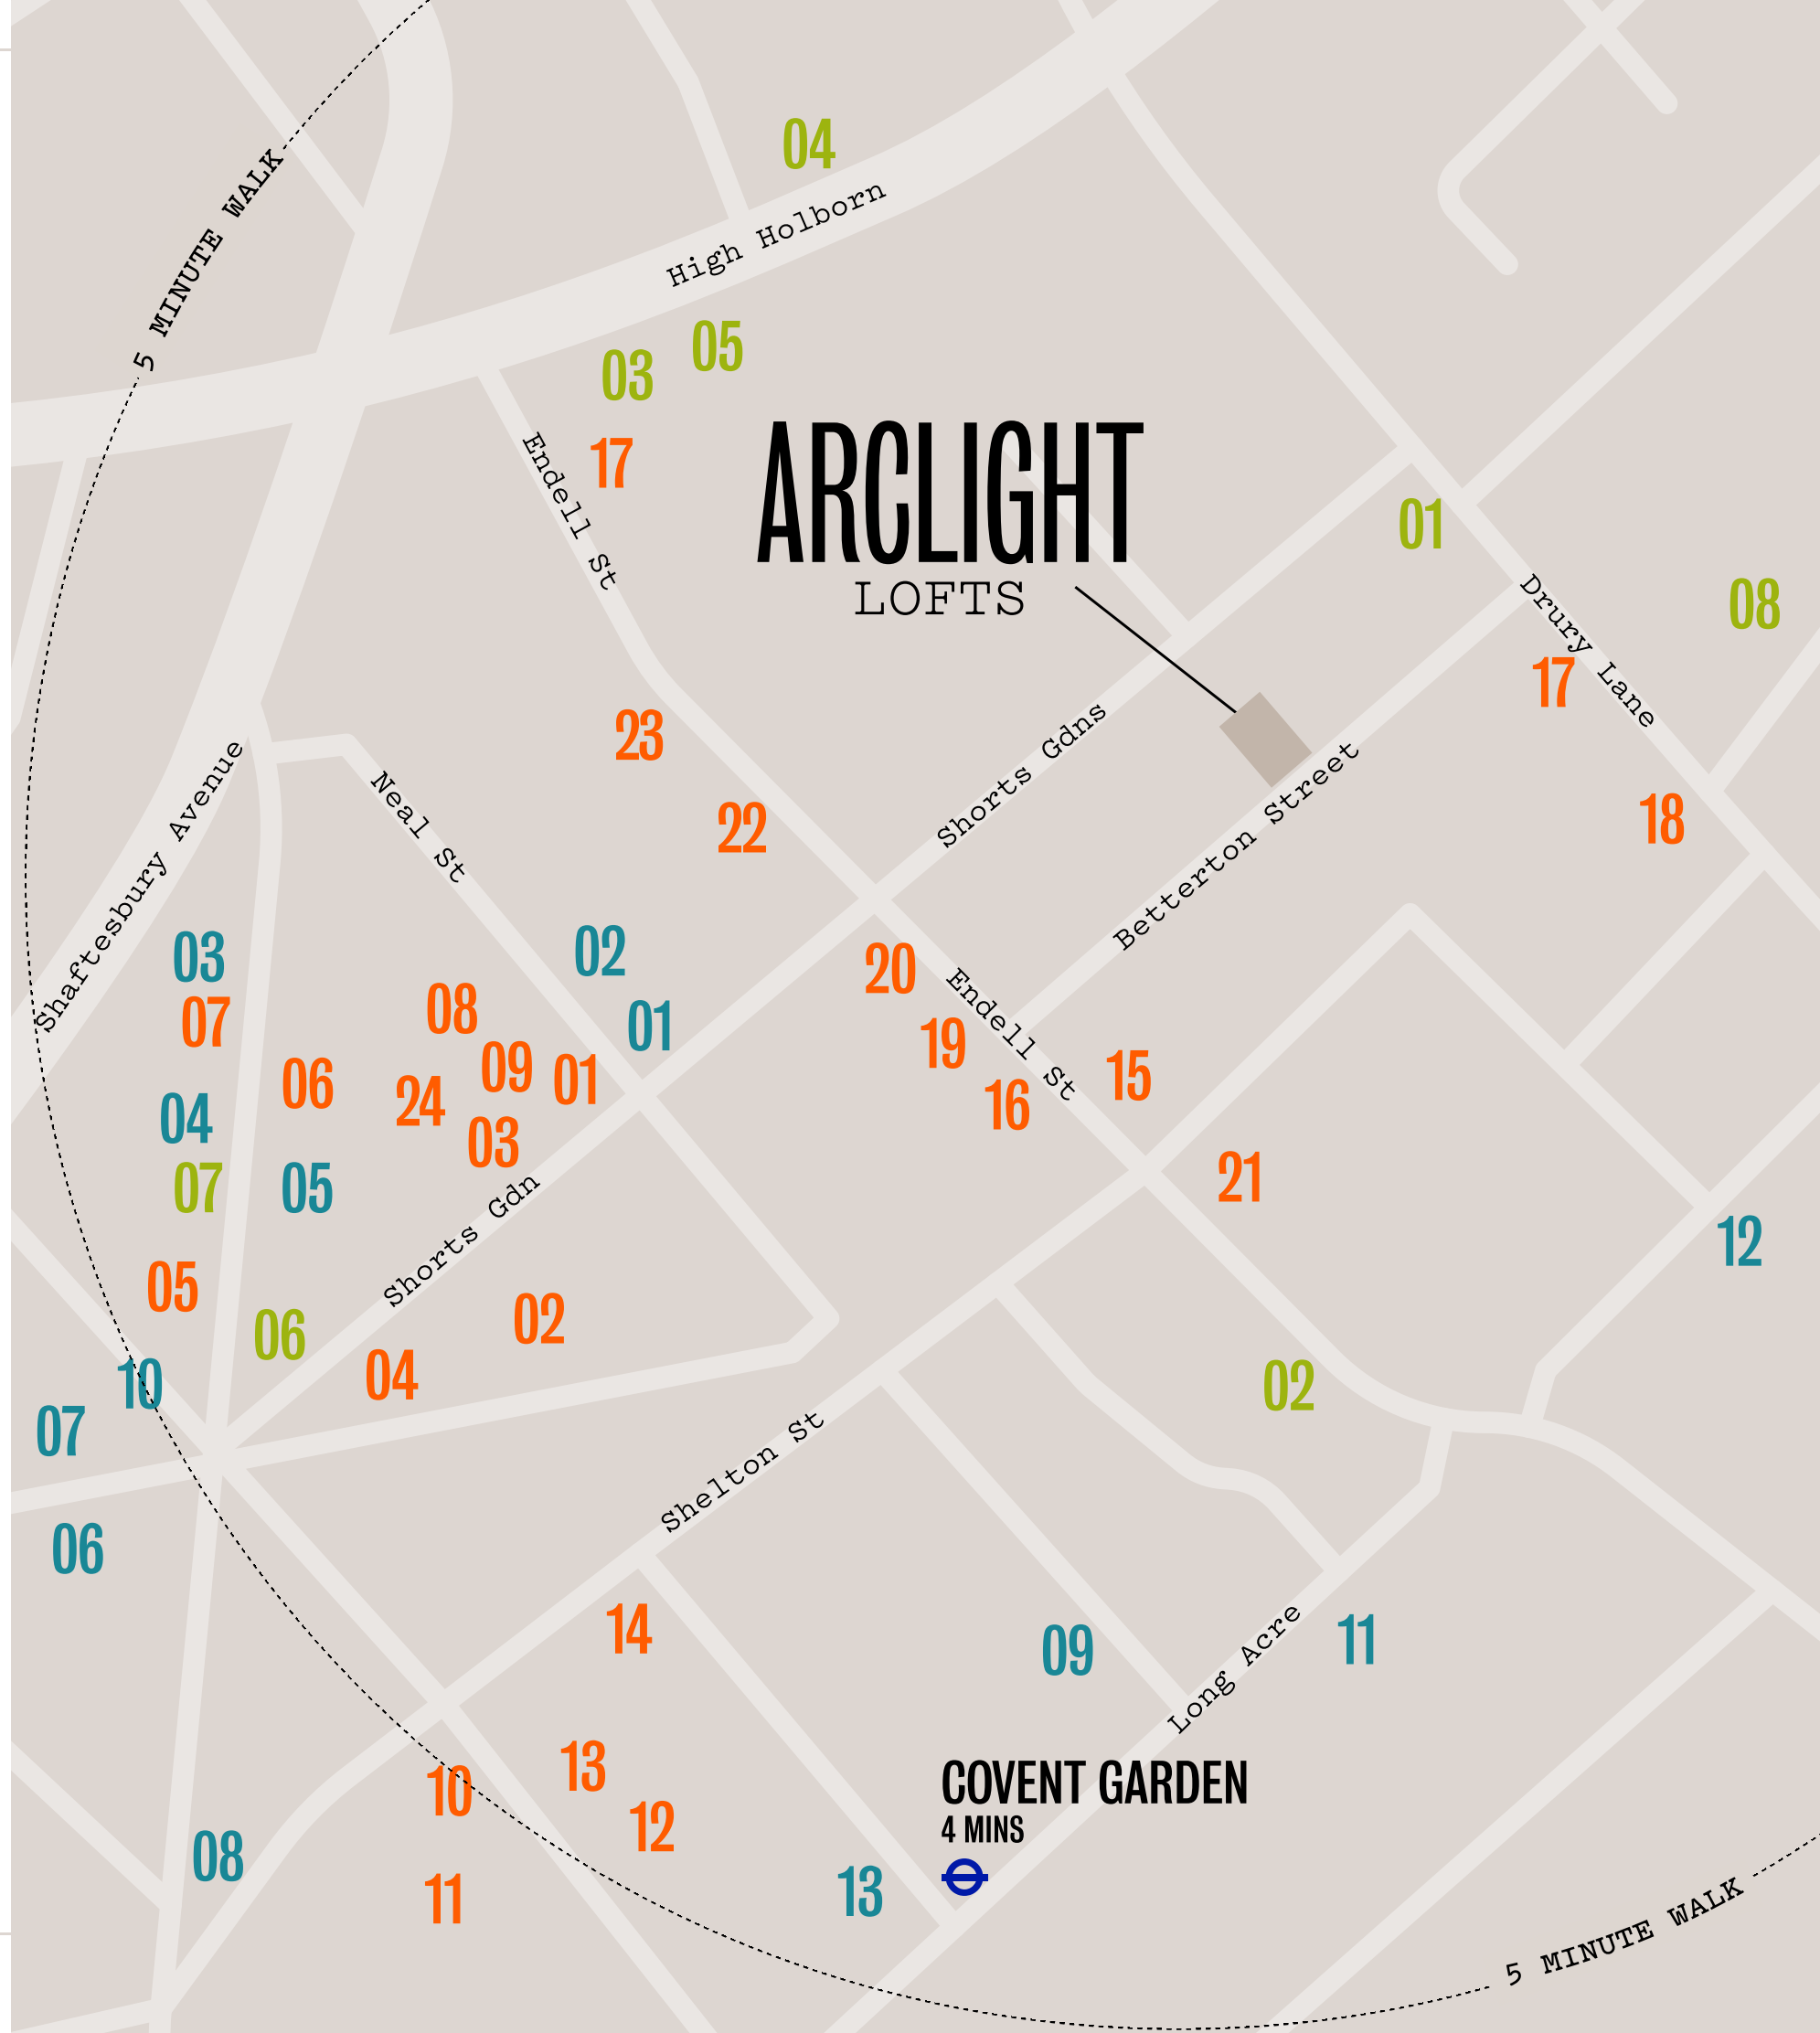 04
5 MINUTE WALK
High Holborn
05
03
17
Endell St
ARCLIGHT
LOFTS
01
08
Drury Lane
17
23
Shorts Gdns
Betterton Street
18
Shaftesbury Avenue
Neal St
22
03
02
20
Endell St
07
08
01
19
06
09
01
24
15
16
04
03
07
05
21
Shorts Gdn
12
05
06
02
04
10
02
07
Shelton St
06
14
09
11
Long Acre
13
10
COVENT GARDEN
4 MINS
12
08
11
13
5 MINUTE WALK